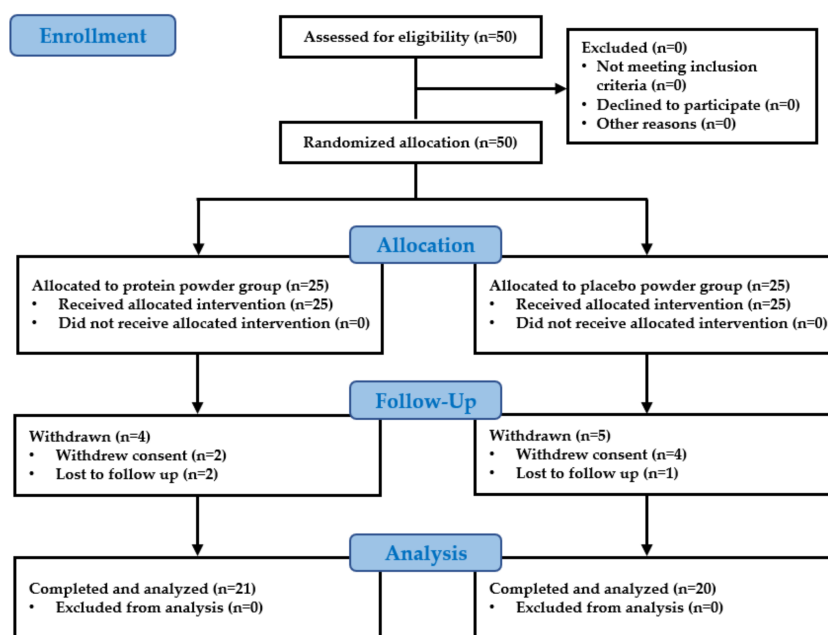 Enrollment
Assessed for eligibility (n=50)
Excluded (n=0)
• Not meeting inclusion
criteria (n=0)
• Declined to participate (n=0)
• Other reasons (n=0)
Randomized allocation (n=50)
Allocation
Allocated to protein powder group (n=25)
• Received allocated intervention (n=25)
• Did not receive allocated intervention (n=0)
Allocated to placebo powder group (n=25)
• Received allocated intervention (n=25)
• Did not receive allocated intervention (n=0)
Follow-Up
Withdrawn (n=4)
• Withdrew consent (n=2)
• Lost to follow up (n=2)
Withdrawn (n=5)
• Withdrew consent (n=4)
• Lost to follow up (n=1)
Analysis
Completed and analyzed (n=21)
• Excluded from analysis (n=0)
Completed and analyzed (n=20)
• Excluded from analysis (n=0)